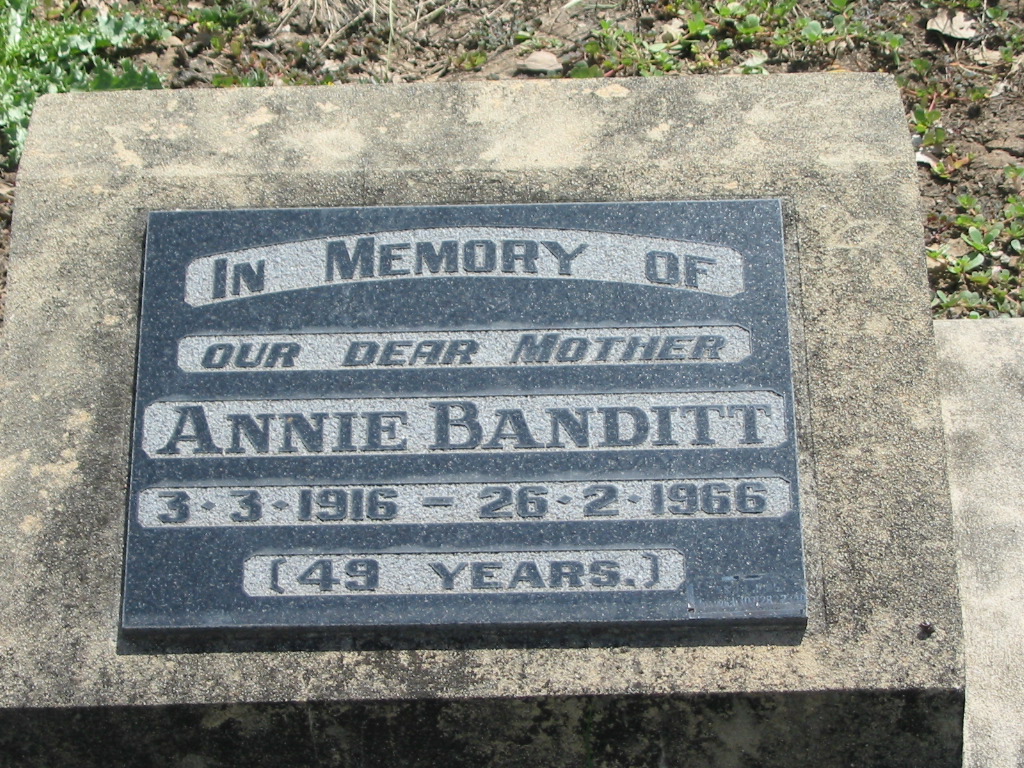 IN MEMORY OF
OUR DEAR MOTHER
ANNIE BANDITT
3·3·1916 – 26·2·1966
(49 YEARS.)